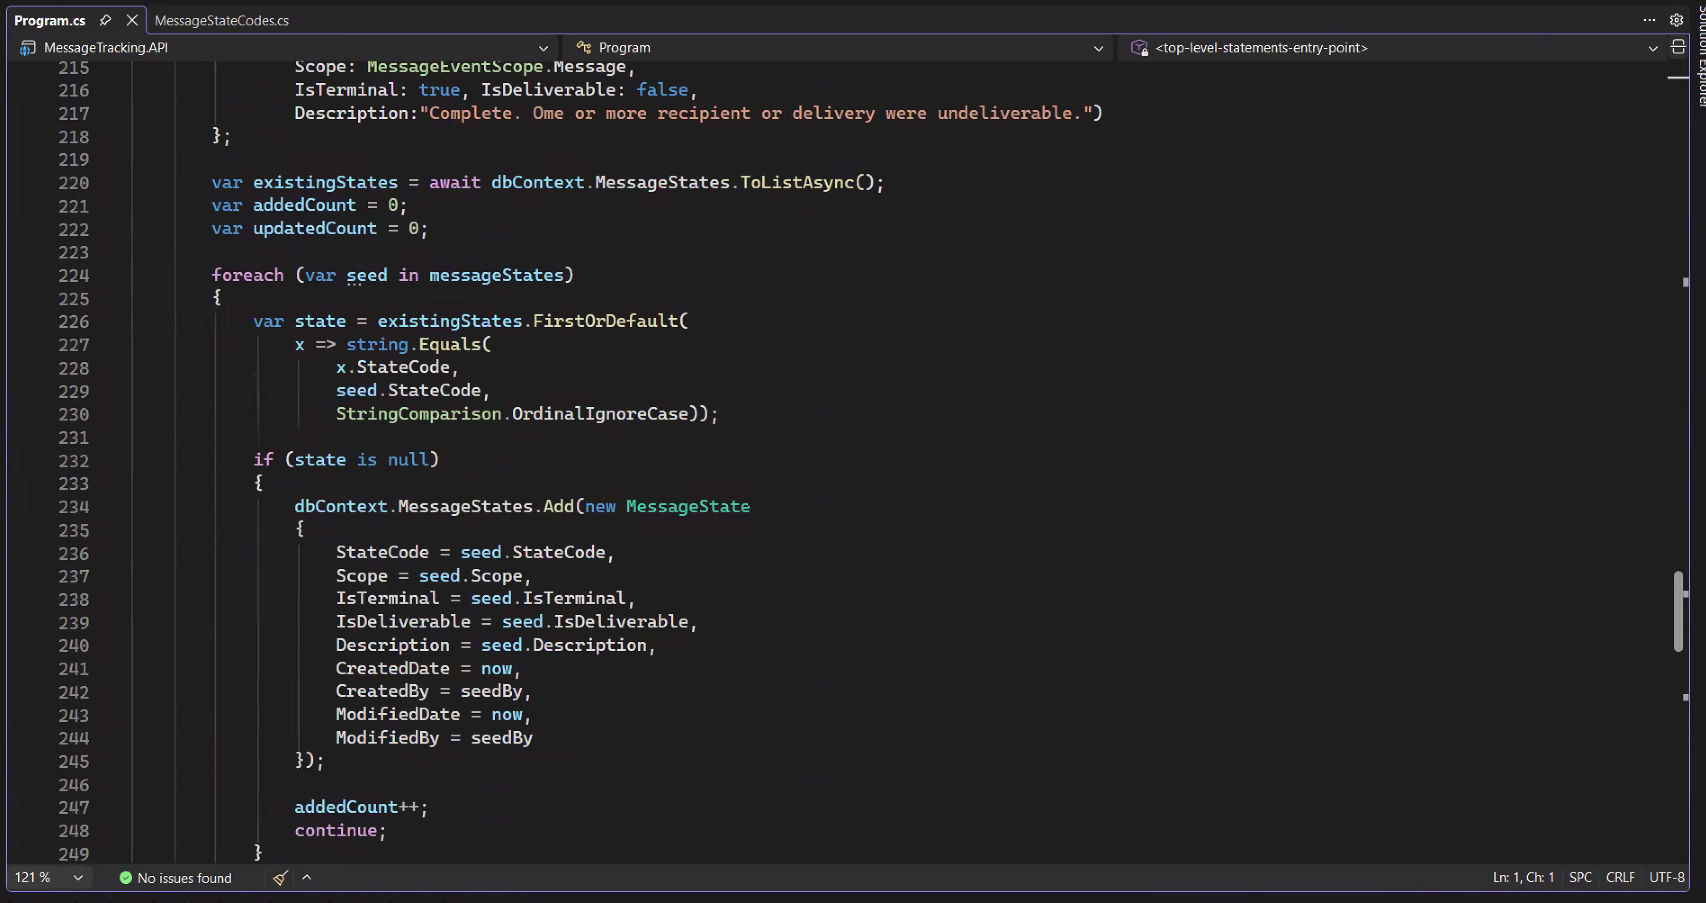 Program.cs
MessageStateCodes.cs
MessageTracking.API
Program
<top-level-statements-entry-point>
Solution Explorer
215 Scope: MessageEventScope.Message,
216 IsTerminal: true, IsDeliverable: false,
217 Description:"Complete. Ome or more recipient or delivery were undeliverable.")
218 };
219
220 var existingStates = await dbContext.MessageStates.ToListAsync();
221 var addedCount = 0;
222 var updatedCount = 0;
223
224 foreach (var seed in messageStates)
225 {
226 var state = existingStates.FirstOrDefault(
227 x => string.Equals(
228 x.StateCode,
229 seed.StateCode,
230 StringComparison.OrdinalIgnoreCase));
231
232 if (state is null)
233 {
234 dbContext.MessageStates.Add(new MessageState
235 {
236 StateCode = seed.StateCode,
237 Scope = seed.Scope,
238 IsTerminal = seed.IsTerminal,
239 IsDeliverable = seed.IsDeliverable,
240 Description = seed.Description,
241 CreatedDate = now,
242 CreatedBy = seedBy,
243 ModifiedDate = now,
244 ModifiedBy = seedBy
245 });
246
247 addedCount++;
248 continue;
249 }
121 %
No issues found
Ln: 1, Ch: 1
SPC
CRLF
UTF-8